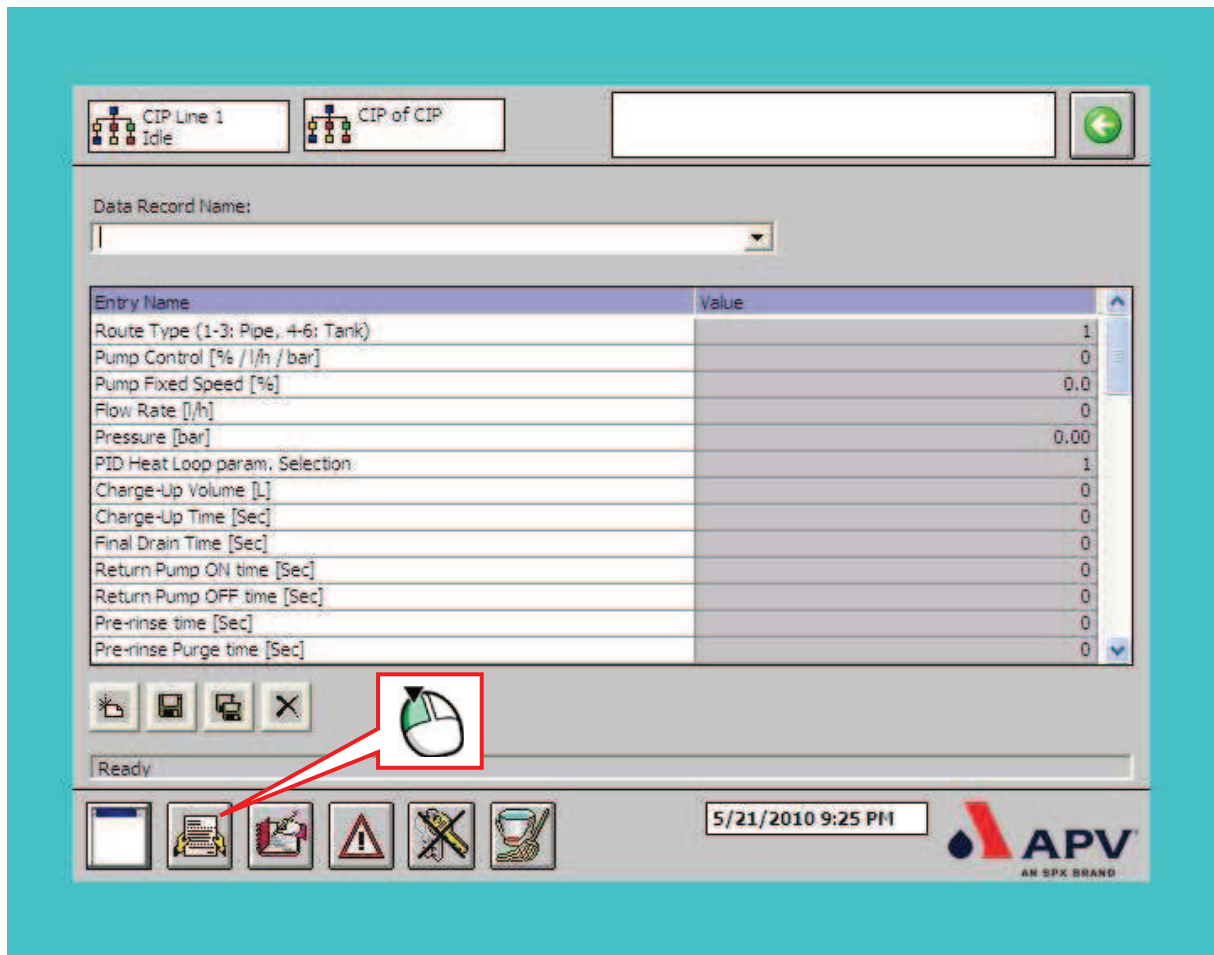 CIP Line 1
Idle
CIP of CIP
Data Record Name:
Entry Name Value
Route Type (1-3: Pipe, 4-6: Tank) 1
Pump Control [% / l/h / bar] 0
Pump Fixed Speed [%] 0.0
Flow Rate [l/h] 0
Pressure [bar] 0.00
PID Heat Loop param. Selection 1
Charge-Up Volume [L] 0
Charge-Up Time [Sec] 0
Final Drain Time [Sec] 0
Return Pump ON time [Sec] 0
Return Pump OFF time [Sec] 0
Pre-rinse time [Sec] 0
Pre-rinse Purge time [Sec] 0
Ready
5/21/2010 9:25 PM
APV
AN SPX BRAND